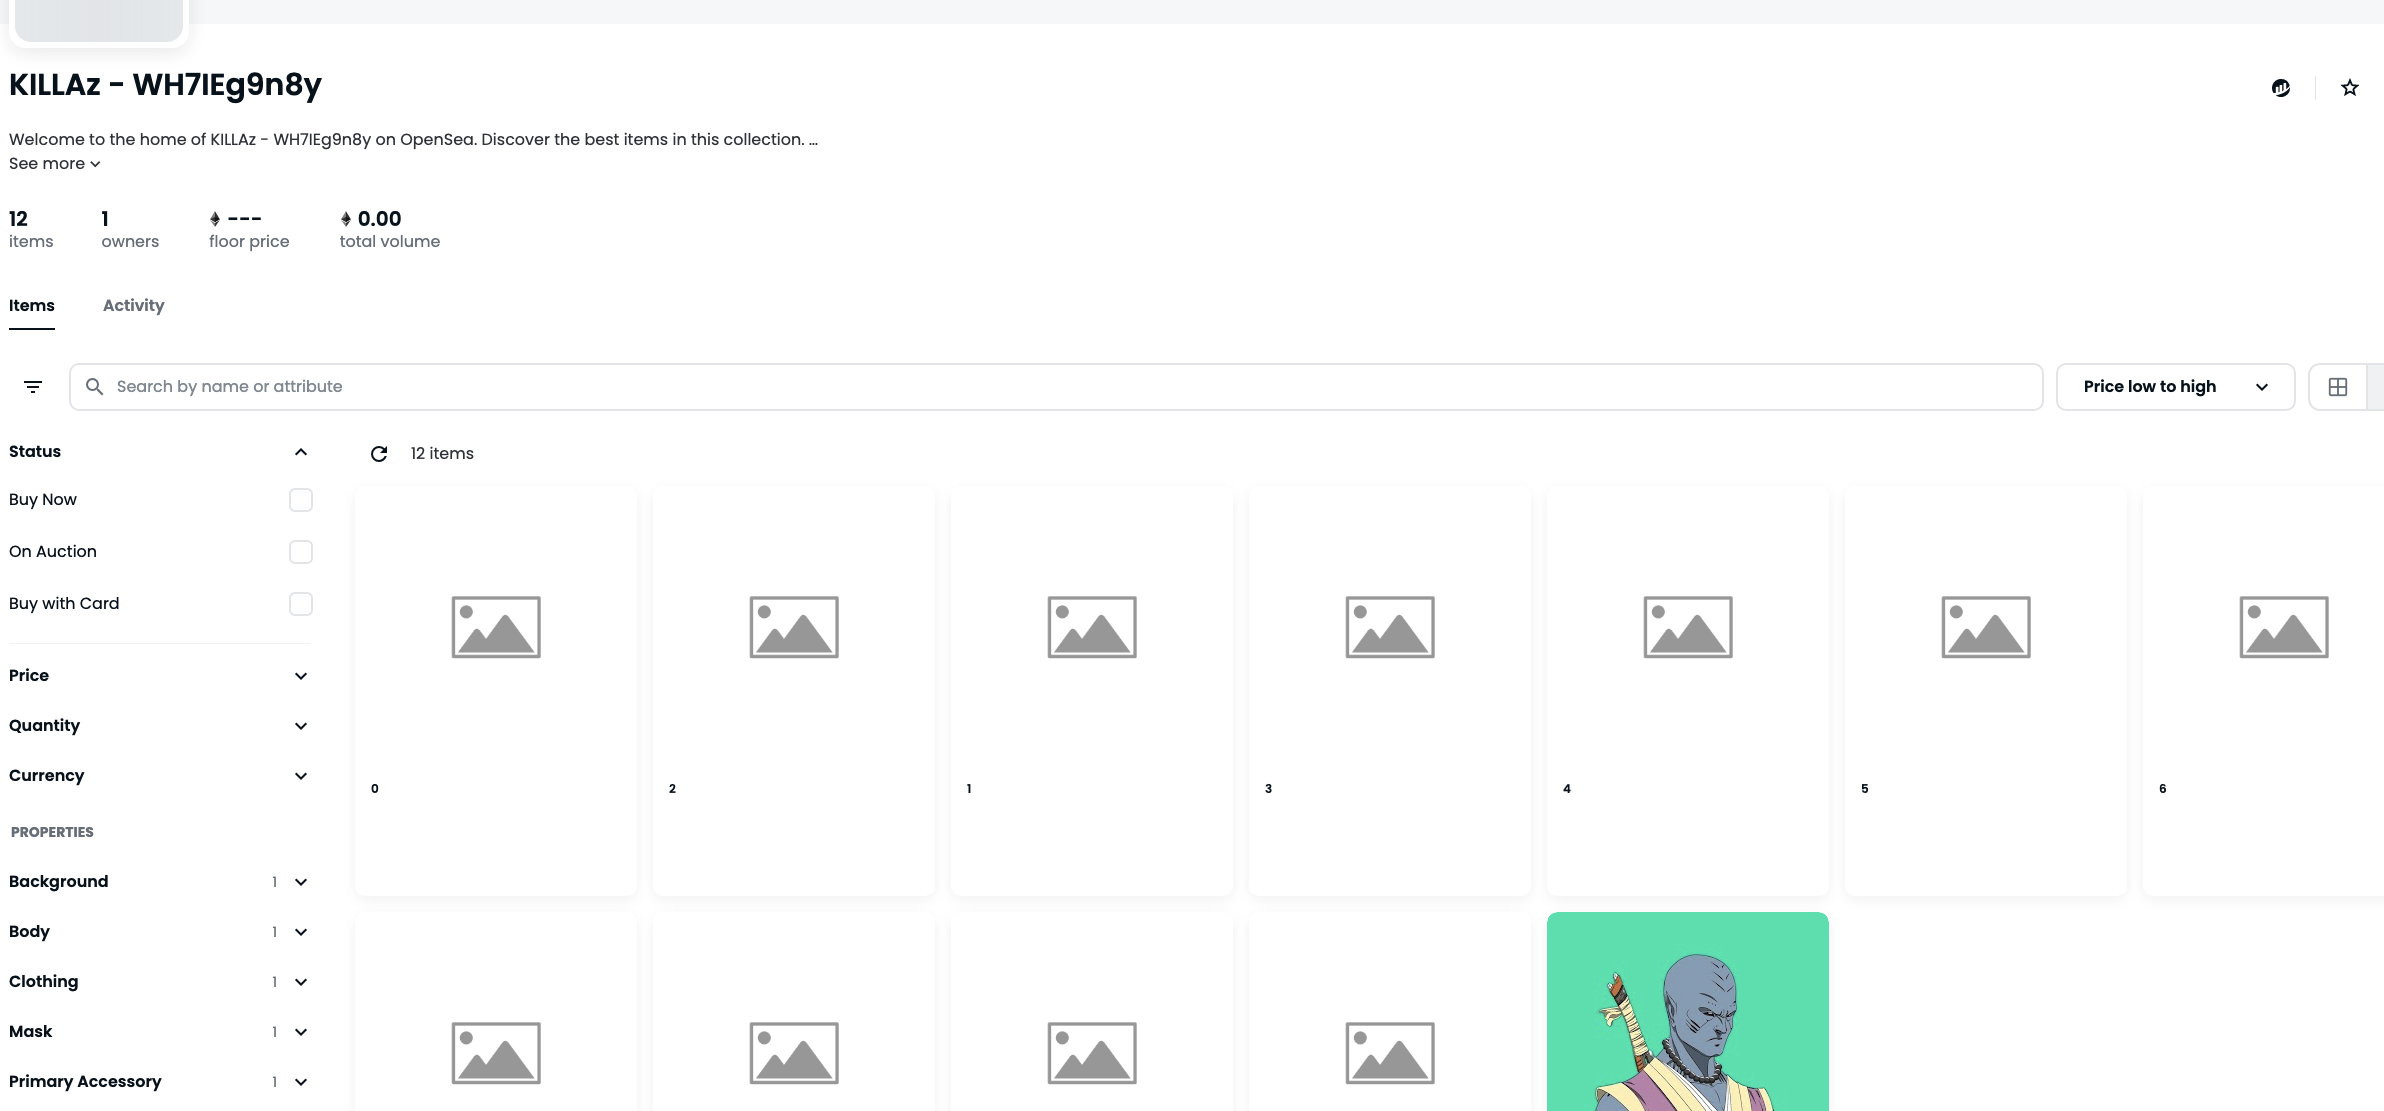 KILLAz - WH7IEg9n8y
Welcome to the home of KILLAz - WH7IEg9n8y on OpenSea. Discover the best items in this collection. ...
See more
12 1 --- 0.00
items owners floor price total volume
Items Activity
Search by name or attribute Price low to high
Status
12 items
Buy Now
On Auction
Buy with Card
Price
Quantity
Currency
0 2 1 3 4 5 6
PROPERTIES
Background 1
Body 1
Clothing 1
Mask 1
Primary Accessory 1